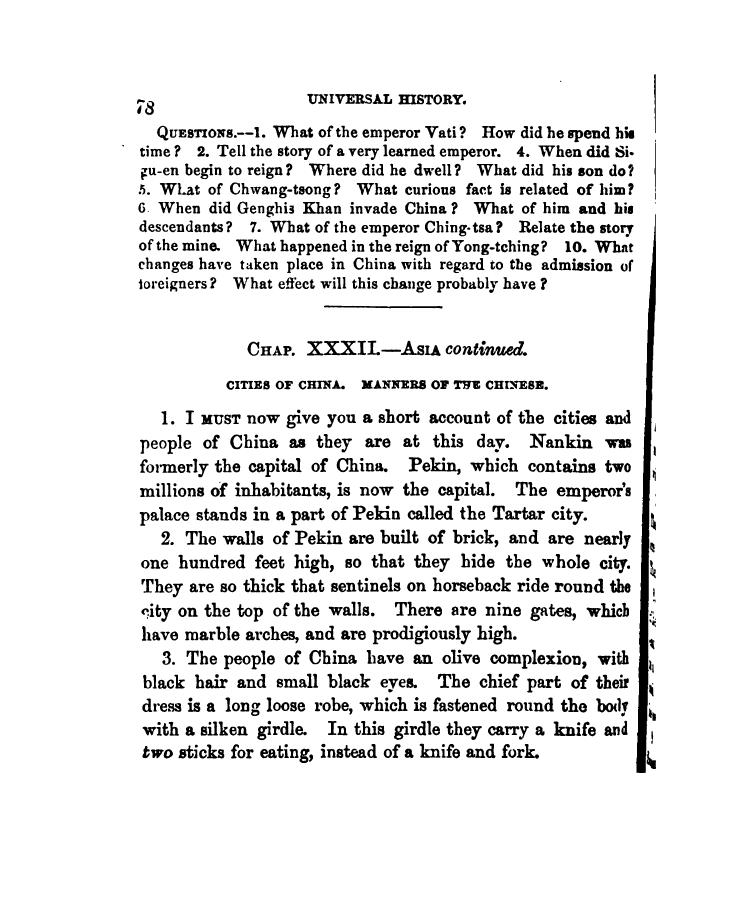 78
UNIVERSAL HISTORY.
QUESTIONS.--1. What of the emperor Vati? How did he spend his
time? 2. Tell the story of a very learned emperor. 4. When did Si-
gu-en begin to reign? Where did he dwell? What did his son do?
5. What of Chwang-tsong? What curious fact is related of him?
6. When did Genghis Khan invade China? What of him and his
descendants? 7. What of the emperor Ching-tsa? Relate the story
of the mine. What happened in the reign of Yong-tching? 10. What
changes have taken place in China with regard to the admission of
foreigners? What effect will this change probably have?
CHAP. XXXII.—ASIA continued.
CITIES OF CHINA. MANNERS OF THE CHINESE.
1. I MUST now give you a short account of the cities and
people of China as they are at this day. Nankin was
formerly the capital of China. Pekin, which contains two
millions of inhabitants, is now the capital. The emperor's
palace stands in a part of Pekin called the Tartar city.
2. The walls of Pekin are built of brick, and are nearly
one hundred feet high, so that they hide the whole city.
They are so thick that sentinels on horseback ride round the
city on the top of the walls. There are nine gates, which
have marble arches, and are prodigiously high.
3. The people of China have an olive complexion, with
black hair and small black eyes. The chief part of their
dress is a long loose robe, which is fastened round the body
with a silken girdle. In this girdle they carry a knife and
two sticks for eating, instead of a knife and fork.